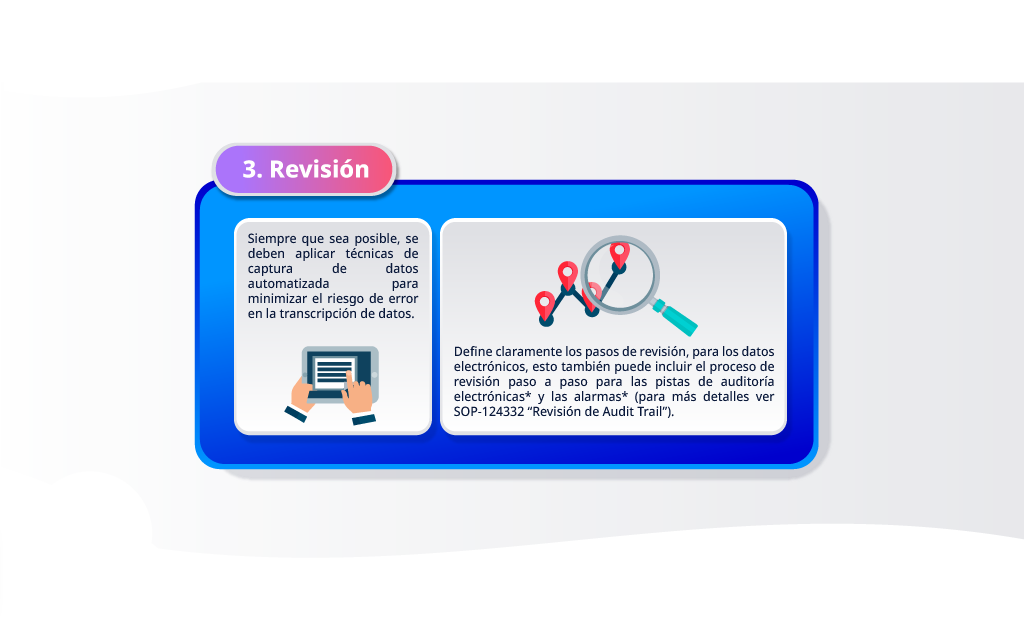 3. Revisión
Siempre que sea posible, se
deben aplicar técnicas de
captura de datos
automatizada para
minimizar el riesgo de error
en la transcripción de datos.
Define claramente los pasos de revisión, para los datos
electrónicos, esto también puede incluir el proceso de
revisión paso a paso para las pistas de auditoría
electrónicas* y las alarmas* (para más detalles ver
SOP-124332 “Revisión de Audit Trail”).